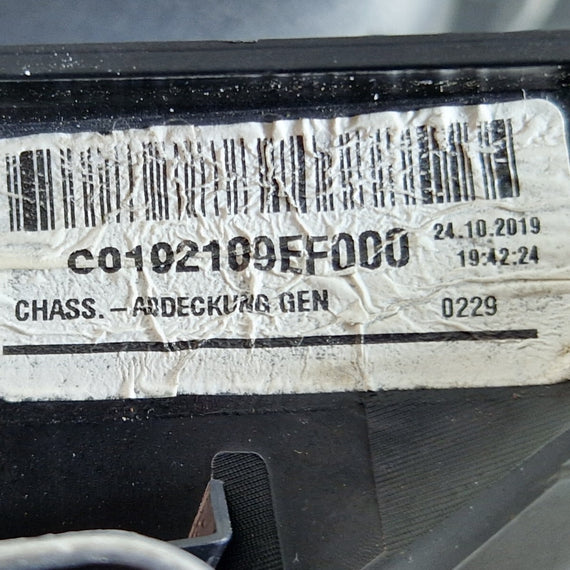 C0192109EF000
24.10.2019
19:42:24
CHASS. - ABDECKUNG GEN
0229